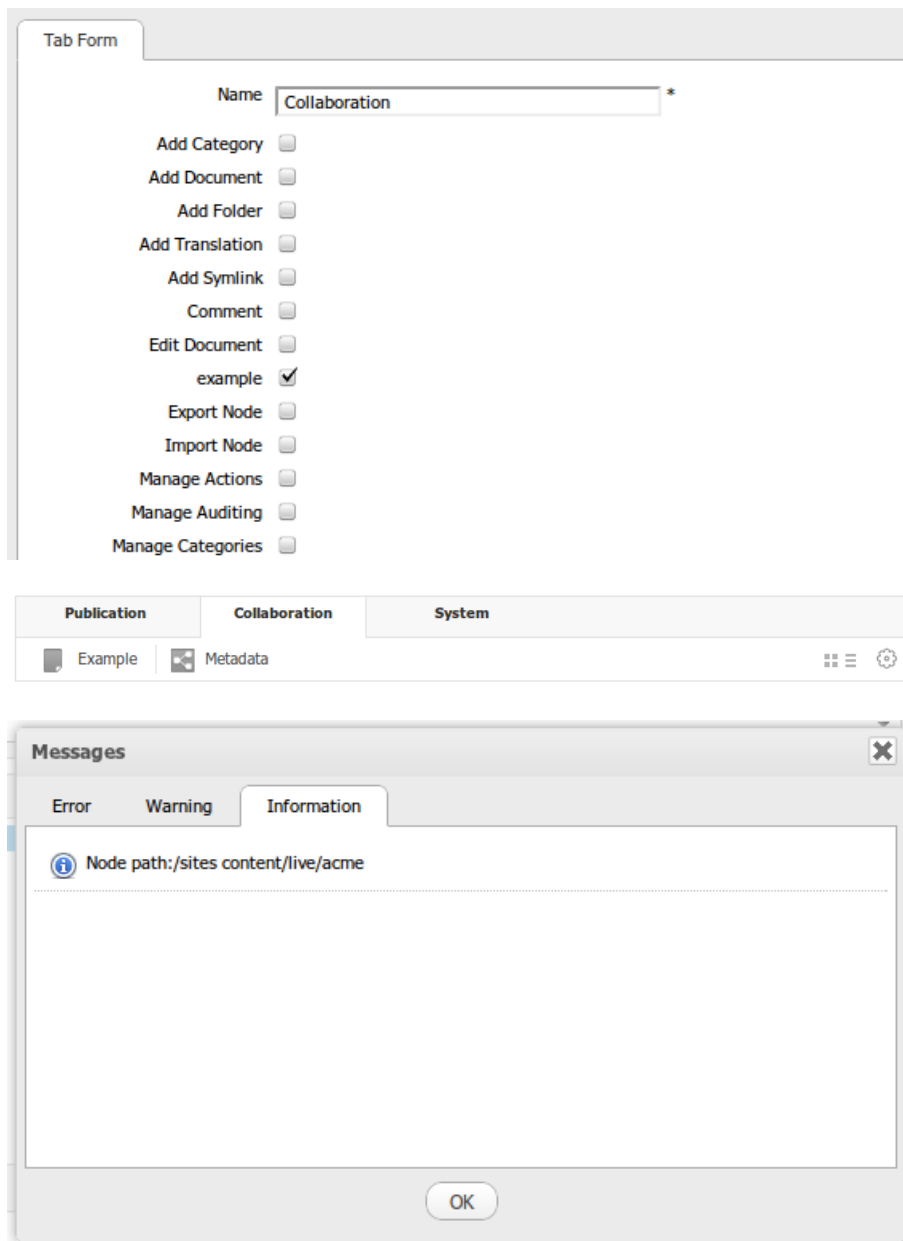 Tab Form
Name Collaboration *
Add Category
Add Document
Add Folder
Add Translation
Add Symlink
Comment
Edit Document
example
Export Node
Import Node
Manage Actions
Manage Auditing
Manage Categories
Publication Collaboration System
Example Metadata
Messages
Error Warning Information
Node path:/sites content/live/acme
OK